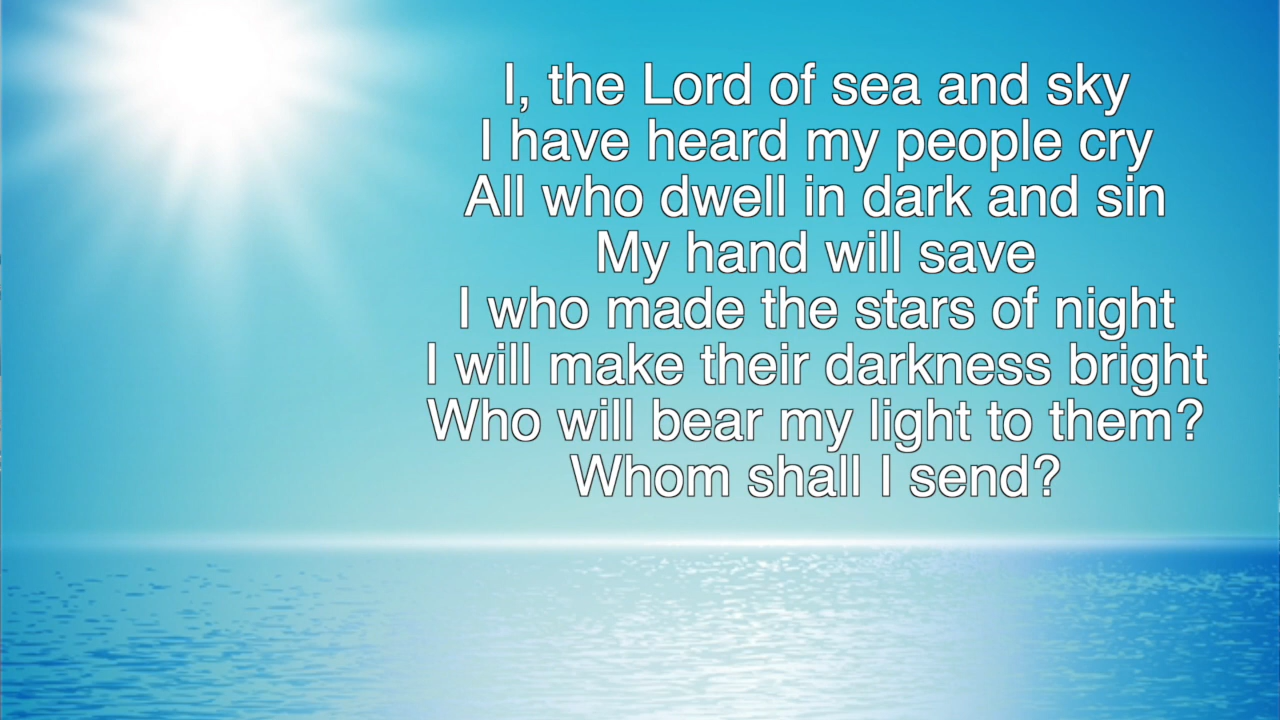 I, the Lord of sea and sky
I have heard my people cry
All who dwell in dark and sin
My hand will save
I who made the stars of night
I will make their darkness bright
Who will bear my light to them?
Whom shall I send?